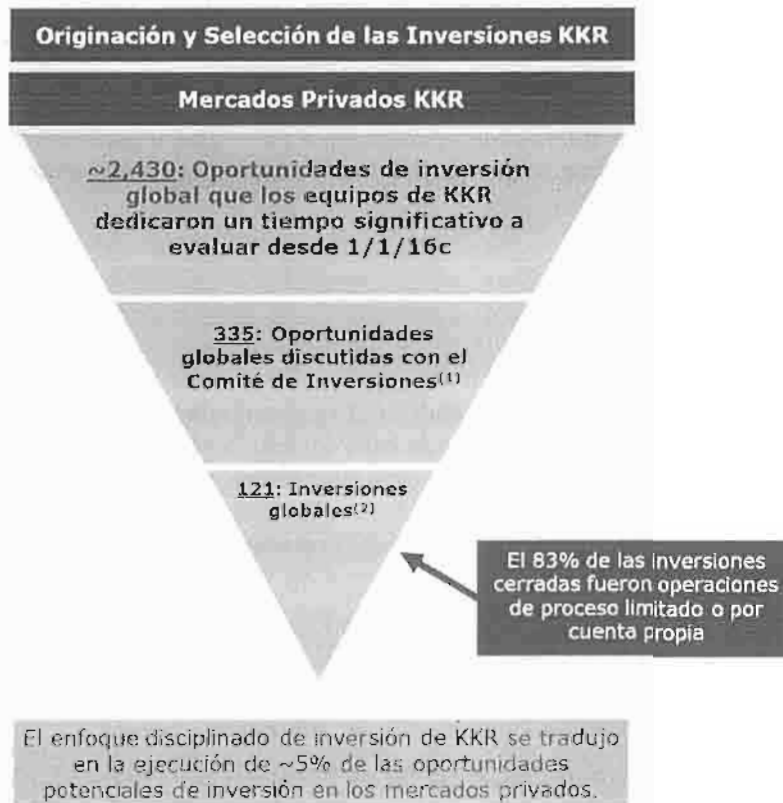 Originación y Selección de las Inversiones KKR
Mercados Privados KKR
~2,430: Oportunidades de inversión
global que los equipos de KKR
dedicaron un tiempo significativo a
evaluar desde 1/1/16c
335: Oportunidades
globales discutidas con el
Comité de Inversiones(1)
121: Inversiones
globales(2)
El 83% de las inversiones
cerradas fueron operaciones
de proceso limitado o por
cuenta propia
El enfoque disciplinado de inversión de KKR se tradujo
en la ejecución de ~5% de las oportunidades
potenciales de inversión en los mercados privados.